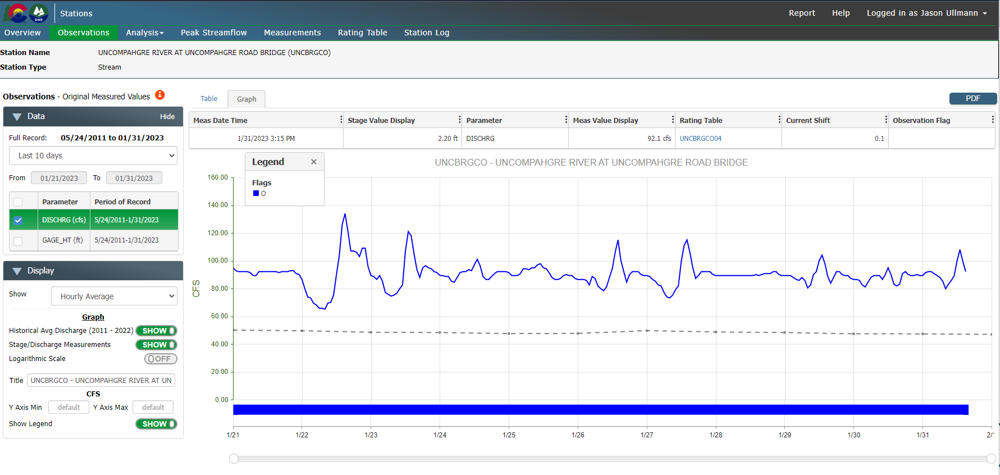 DNR
Stations
Report Help Logged in as Jason Ullmann
Overview Observations Analysis Peak Streamflow Measurements Rating Table Station Log
Station Name UNCOMPAHGRE RIVER AT UNCOMPAHGRE ROAD BRIDGE (UNCBRGCO)
Station Type Stream
Observations - Original Measured Values
Data Hide
Full Record: 05/24/2011 to 01/31/2023
Last 10 days
From 01/21/2023 To 01/31/2023
Parameter Period of Record
DISCHRG (cfs) 5/24/2011-1/31/2023
GAGE_HT (ft) 5/24/2011-1/31/2023
Display
Show Hourly Average
Graph
Historical Avg Discharge (2011 - 2022) SHOW
Stage/Discharge Measurements SHOW
Logarithmic Scale OFF
Title UNCBRGCO - UNCOMPAHGRE RIVER AT UN
CFS
Y Axis Min default Y Axis Max default
Show Legend SHOW
Table Graph
PDF
Meas Date Time Stage Value Display Parameter Meas Value Display Rating Table Current Shift Observation Flag
1/31/2023 3:15 PM 2.20 ft DISCHRG 92.1 cfs UNCBRGCO04 0.1
Legend ×
Flags
O
UNCBRGCO - UNCOMPAHGRE RIVER AT UNCOMPAHGRE ROAD BRIDGE
CFS
160.00
140.00
120.00
100.00
80.00
60.00
40.00
20.00
0.00
1/21 1/22 1/23 1/24 1/25 1/26 1/27 1/28 1/29 1/30 1/31 2/1